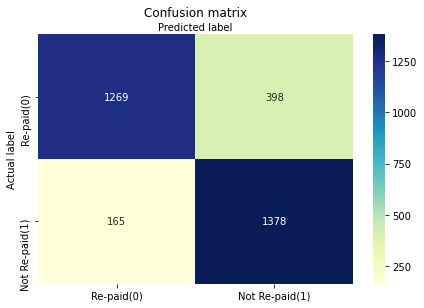 Confusion matrix
Predicted label
Actual label
Re-paid(0)
1269
398
Not Re-paid(1)
165
1378
Re-paid(0)
Not Re-paid(1)
1250
1000
750
500
250